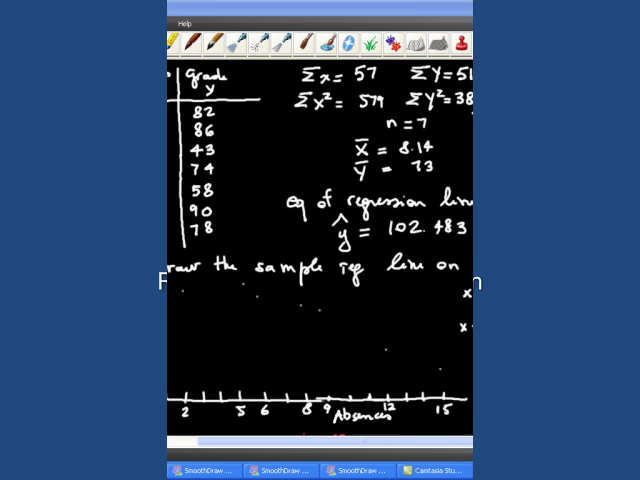 Help
grade
y
Σx = 57 ΣY = 51
ΣX² = 579 ΣY² = 38
82
n = 7
86
X̄ = 8.14
43
Ȳ = 73
74
58
eq of regression line
90
ŷ = 102.483
78
raw the sample reg line on
x
x
2 5 6 8 9 12 15
Absences
SmoothDraw ... SmoothDraw ... SmoothDraw ... Camtasia Stu...